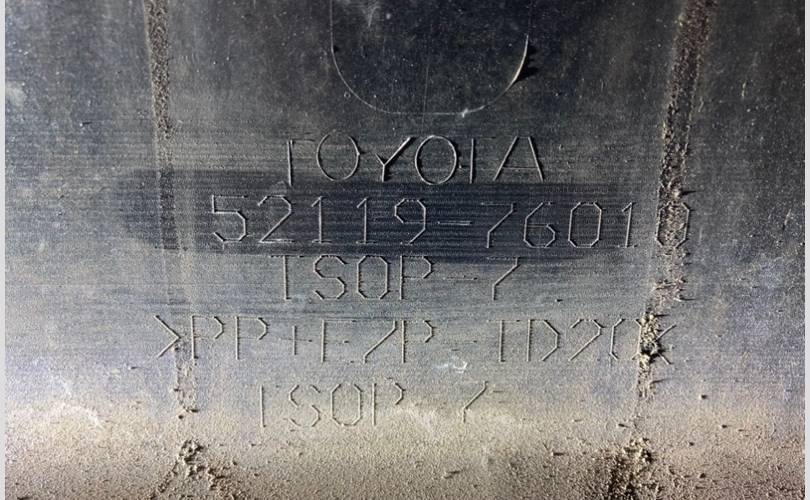 TOYOTA
52119-76010
TSOP-7
>PP+E/P-TD20<
TSOP-7